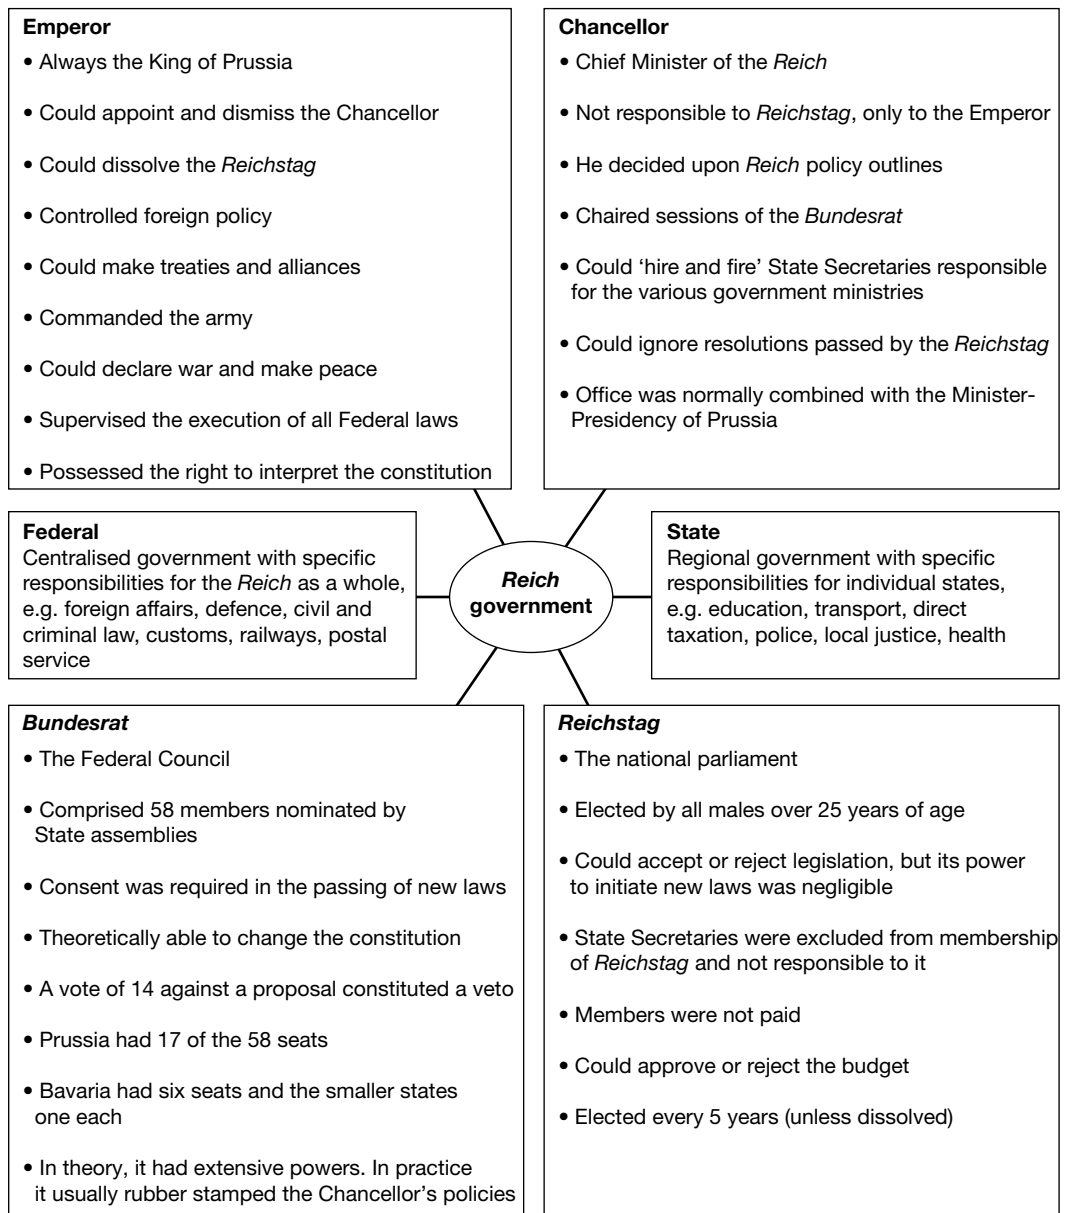 Emperor
• Always the King of Prussia
• Could appoint and dismiss the Chancellor
• Could dissolve the Reichstag
• Controlled foreign policy
• Could make treaties and alliances
• Commanded the army
• Could declare war and make peace
• Supervised the execution of all Federal laws
• Possessed the right to interpret the constitution
Chancellor
• Chief Minister of the Reich
• Not responsible to Reichstag, only to the Emperor
• He decided upon Reich policy outlines
• Chaired sessions of the Bundesrat
• Could ‘hire and fire’ State Secretaries responsible
for the various government ministries
• Could ignore resolutions passed by the Reichstag
• Office was normally combined with the Minister-
Presidency of Prussia
Federal
Centralised government with specific
responsibilities for the Reich as a whole,
e.g. foreign affairs, defence, civil and
criminal law, customs, railways, postal
service
Reich
government
State
Regional government with specific
responsibilities for individual states,
e.g. education, transport, direct
taxation, police, local justice, health
Bundesrat
• The Federal Council
• Comprised 58 members nominated by
State assemblies
• Consent was required in the passing of new laws
• Theoretically able to change the constitution
• A vote of 14 against a proposal constituted a veto
• Prussia had 17 of the 58 seats
• Bavaria had six seats and the smaller states
one each
• In theory, it had extensive powers. In practice
it usually rubber stamped the Chancellor’s policies
Reichstag
• The national parliament
• Elected by all males over 25 years of age
• Could accept or reject legislation, but its power
to initiate new laws was negligible
• State Secretaries were excluded from membership
of Reichstag and not responsible to it
• Members were not paid
• Could approve or reject the budget
• Elected every 5 years (unless dissolved)